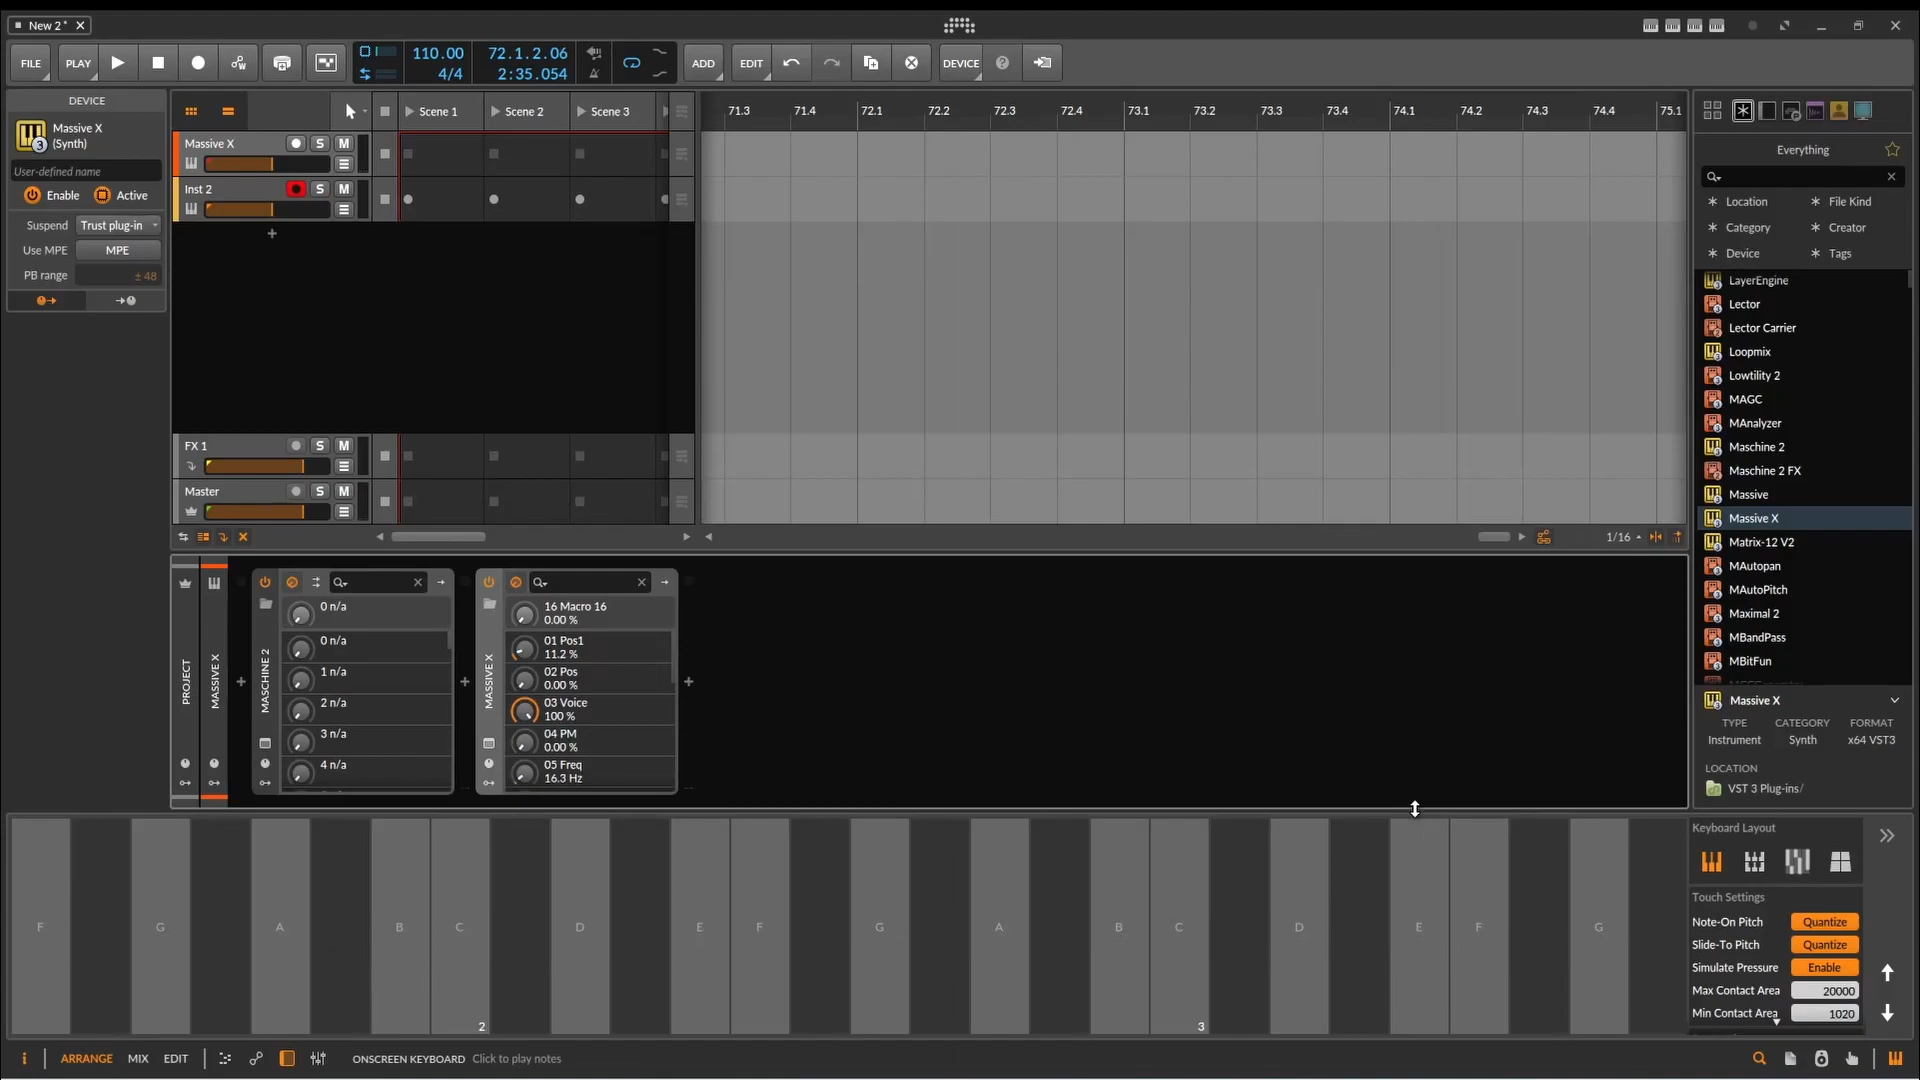 New 2*
FILE
PLAY
110.00
4/4
72.1.2.06
2:35.054
ADD
EDIT
DEVICE
DEVICE
Massive X
(Synth)
User-defined name
Enable
Active
Suspend
Trust plug-in
Use MPE
MPE
PB range
± 48
Scene 1
Scene 2
Scene 3
Massive X
S
M
Inst 2
S
M
FX 1
S
M
Master
S
M
71.3
71.4
72.1
72.2
72.3
72.4
73.1
73.2
73.3
73.4
74.1
74.2
74.3
74.4
75.1
1/16
Everything
Location
File Kind
Category
Creator
Device
Tags
LayerEngine
Lector
Lector Carrier
Loopmix
Lowtility 2
MAGC
MAnalyzer
Maschine 2
Maschine 2 FX
Massive
Massive X
Matrix-12 V2
MAutopan
MAutoPitch
Maximal 2
MBandPass
MBitFun
Massive X
TYPE
CATEGORY
FORMAT
Instrument
Synth
x64 VST3
LOCATION
VST 3 Plug-ins/
PROJECT
MASSIVE X
MASCHINE 2
0 n/a
0 n/a
1 n/a
2 n/a
3 n/a
4 n/a
MASSIVE X
16 Macro 16
0.00 %
01 Pos1
11.2 %
02 Pos
0.00 %
03 Voice
100 %
04 PM
0.00 %
05 Freq
16.3 Hz
F
G
A
B
C
D
E
F
G
A
B
C
D
E
F
G
2
3
Keyboard Layout
Touch Settings
Note-On Pitch
Quantize
Slide-To Pitch
Quantize
Simulate Pressure
Enable
Max Contact Area
20000
Min Contact Area
1020
i
ARRANGE
MIX
EDIT
ONSCREEN KEYBOARD
Click to play notes